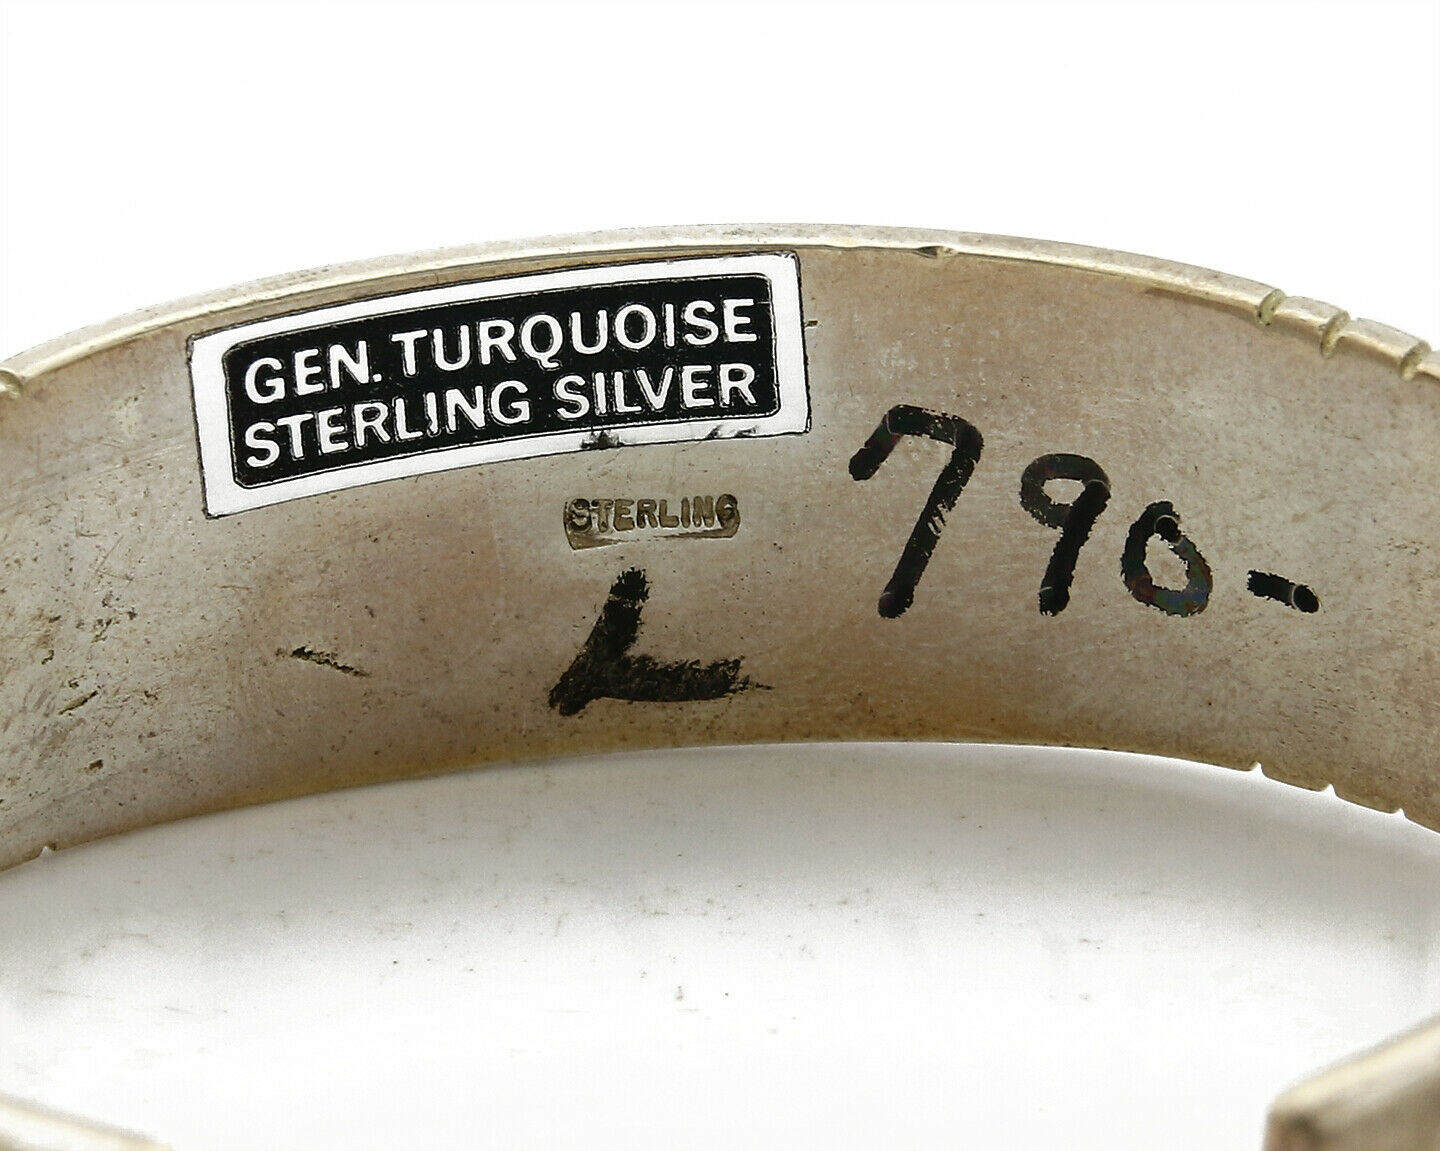 GEN. TURQUOISE
STERLING SILVER
STERLING
790-
L